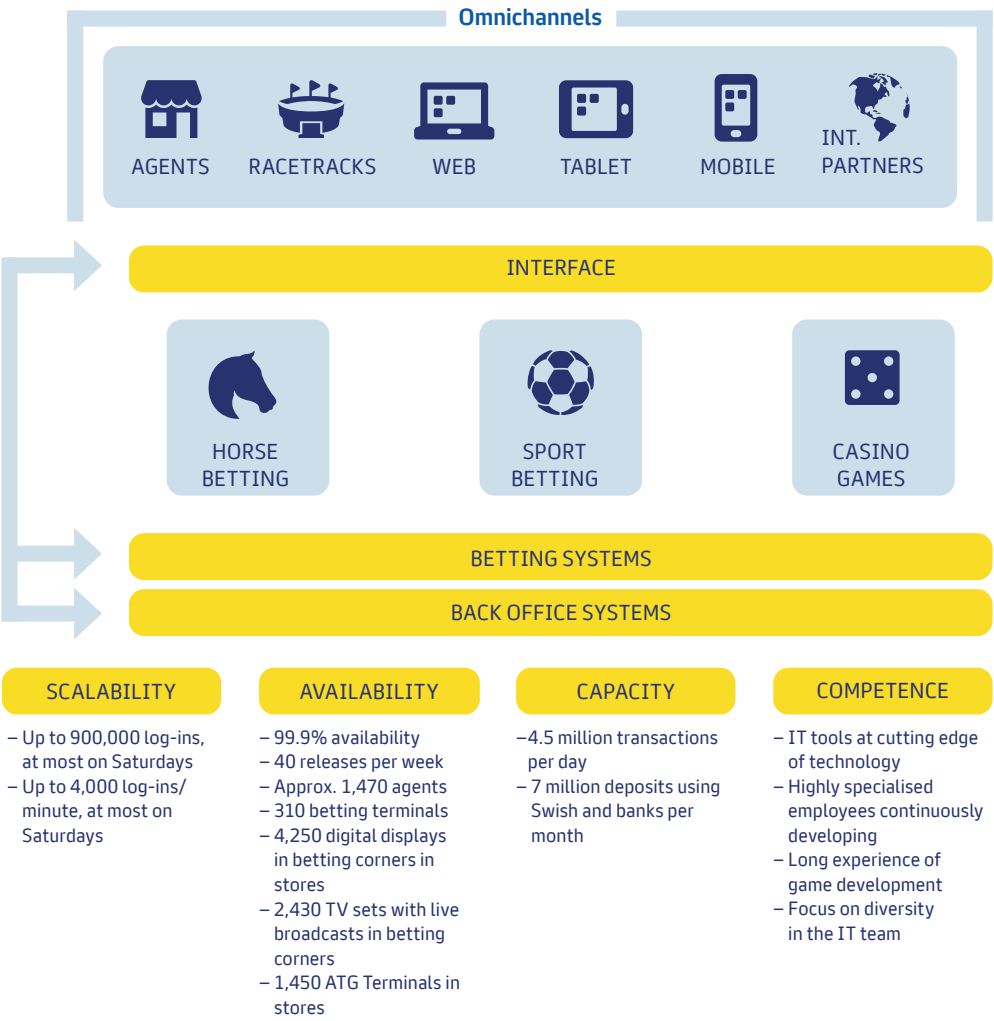 Omnichannels
AGENTS
RACETRACKS
WEB
TABLET
MOBILE
INT.
PARTNERS
INTERFACE
HORSE
BETTING
SPORT
BETTING
CASINO
GAMES
BETTING SYSTEMS
BACK OFFICE SYSTEMS
SCALABILITY
– Up to 900,000 log-ins,
at most on Saturdays
– Up to 4,000 log-ins/
minute, at most on
Saturdays
AVAILABILITY
– 99.9% availability
– 40 releases per week
– Approx. 1,470 agents
– 310 betting terminals
– 4,250 digital displays
in betting corners in
stores
– 2,430 TV sets with live
broadcasts in betting
corners
– 1,450 ATG Terminals in
stores
CAPACITY
–4.5 million transactions
per day
– 7 million deposits using
Swish and banks per
month
COMPETENCE
– IT tools at cutting edge
of technology
– Highly specialised
employees continuously
developing
– Long experience of
game development
– Focus on diversity
in the IT team